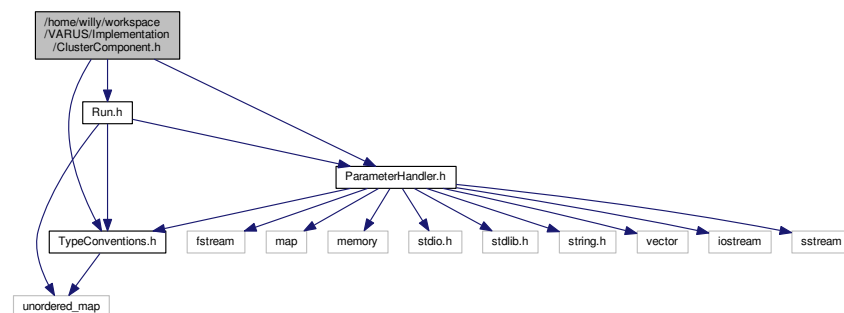 /home/willy/workspace
/VARUS/Implementation
/ClusterComponent.h
Run.h
ParameterHandler.h
TypeConventions.h
fstream
map
memory
stdio.h
stdlib.h
string.h
vector
iostream
sstream
unordered_map